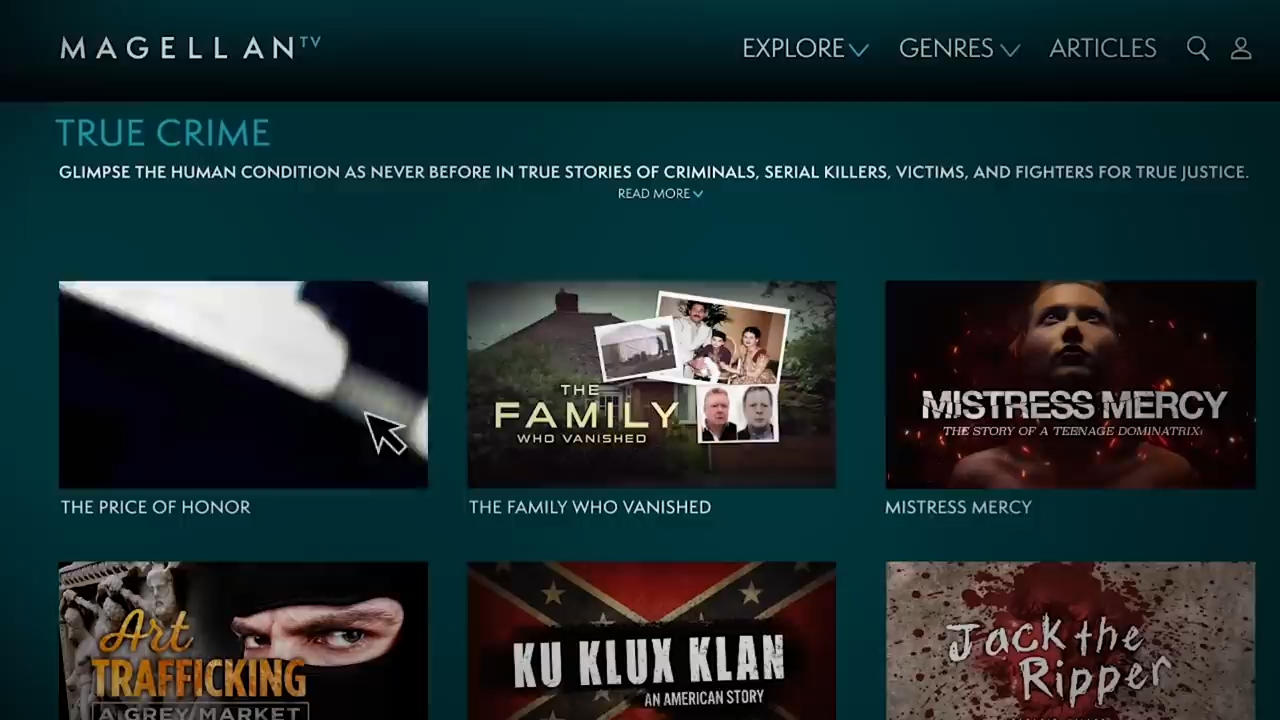 MAGELLAN TV
EXPLORE
GENRES
ARTICLES
TRUE CRIME
GLIMPSE THE HUMAN CONDITION AS NEVER BEFORE IN TRUE STORIES OF CRIMINALS, SERIAL KILLERS, VICTIMS, AND FIGHTERS FOR TRUE JUSTICE.
READ MORE
THE
FAMILY
WHO VANISHED
MISTRESS MERCY
THE STORY OF A TEENAGE DOMINATRIX
THE PRICE OF HONOR
THE FAMILY WHO VANISHED
MISTRESS MERCY
Art
TRAFFICKING
A GREY MARKET
KU KLUX KLAN
AN AMERICAN STORY
Jack the
Ripper